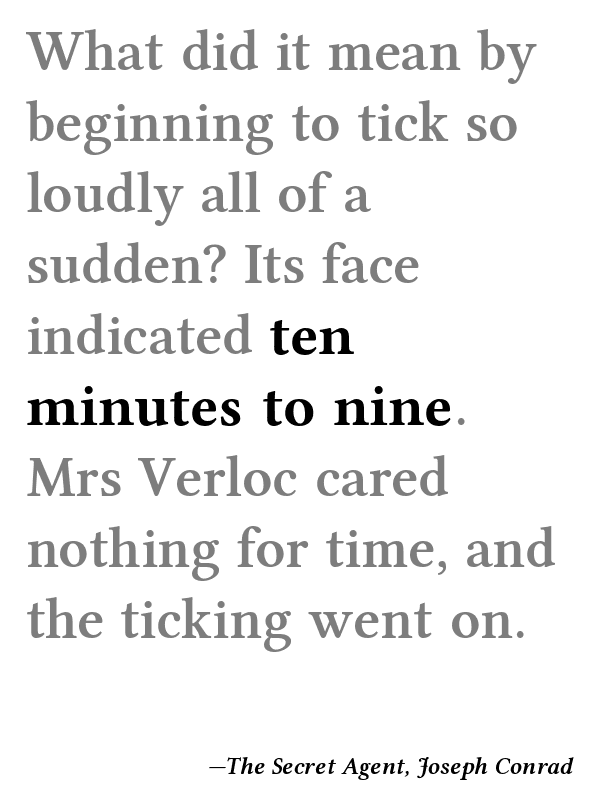 What did it mean by
beginning to tick so
loudly all of a
sudden? Its face
indicated ten
minutes to nine.
Mrs Verloc cared
nothing for time, and
the ticking went on.
—The Secret Agent, Joseph Conrad